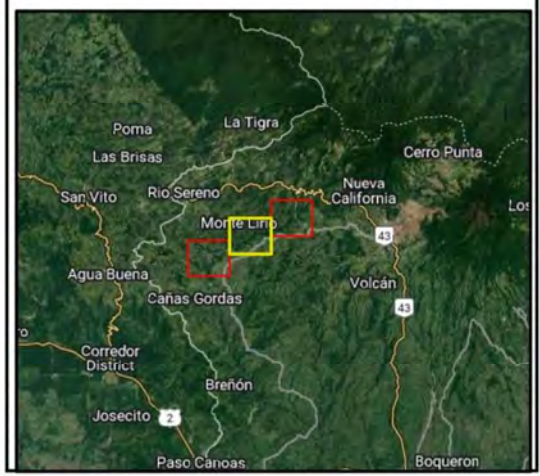 La Tigra
Poma
Cerro Punta
Las Brisas
Nueva
California
San Vito
Rio Sereno
Los
Monte Lirio
43
Agua Buena
Volcán
Cañas Gordas
43
ro
Corredor
District
Breñón
Josecito
2
Paso Canoas
Boqueron